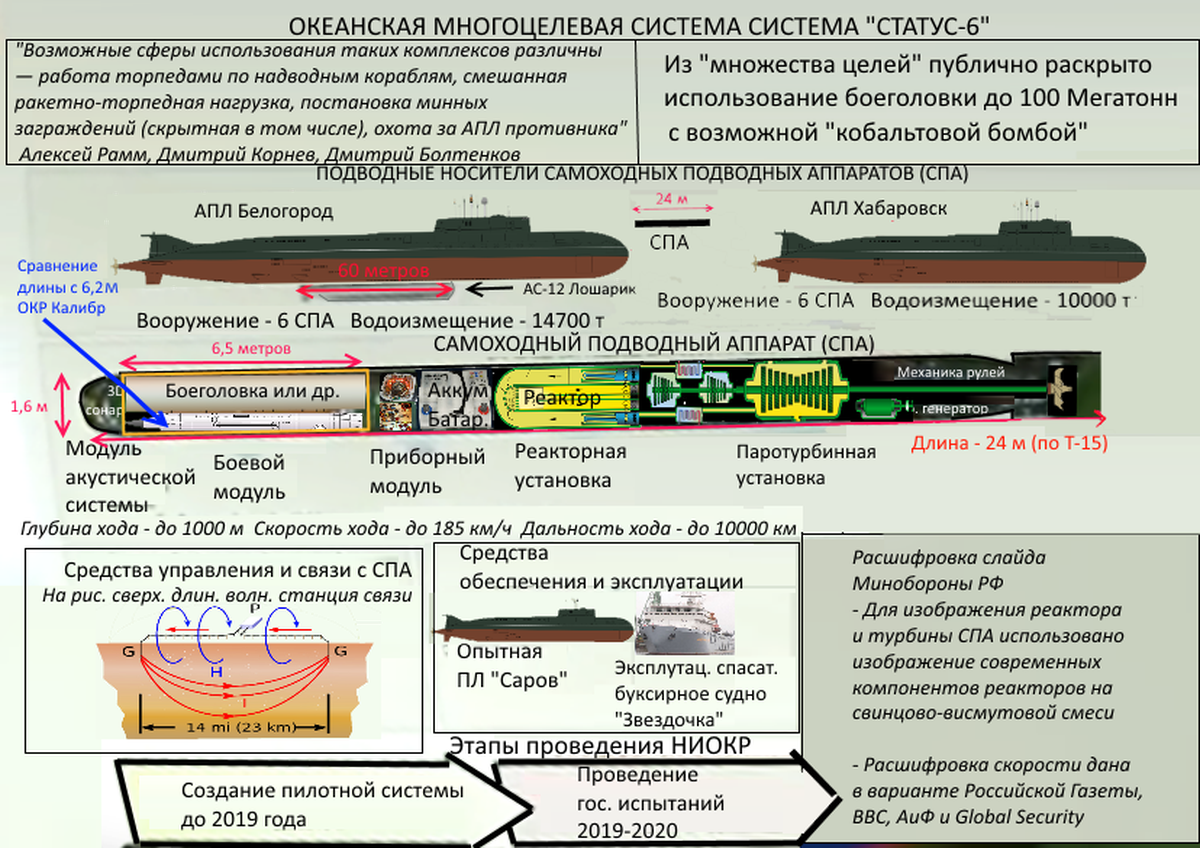 ОКЕАНСКАЯ МНОГОЦЕЛЕВАЯ СИСТЕМА СИСТЕМА "СТАТУС-6"
"Возможные сферы использования таких комплексов различны
— работа торпедами по надводным кораблям, смешанная
ракетно-торпедная нагрузка, постановка минных
заграждений (скрытная в том числе), охота за АПЛ противника"
Алексей Рамм, Дмитрий Корнев, Дмитрий Болтенков
Из "множества целей" публично раскрыто
использование боеголовки до 100 Мегатонн
с возможной "кобальтовой бомбой"
ПОДВОДНЫЕ НОСИТЕЛИ САМОХОДНЫХ ПОДВОДНЫХ АППАРАТОВ (СПА)
АПЛ Белогород
24 м
СПА
АПЛ Хабаровск
60 метров
АС-12 Лошарик
Вооружение - 6 СПА Водоизмещение - 14700 т
Вооружение - 6 СПА Водоизмещение - 10000 т
Сравнение
длины с 6,2м
ОКР Калибр
САМОХОДНЫЙ ПОДВОДНЫЙ АППАРАТ (СПА)
6,5 метров
1,6 м
3D
сонар
Боеголовка или др.
Аккум.
Батар.
Реактор
Механика рулей
генератор
Длина - 24 м (по Т-15)
Модуль
акустической
системы
Боевой
модуль
Приборный
модуль
Реакторная
установка
Паротурбинная
установка
Глубина хода - до 1000 м Скорость хода - до 185 км/ч Дальность хода - до 10000 км
Средства управления и связи с СПА
На рис. сверх. длин. волн. станция связи
P
G
G
H
I
14 mi (23 km)
Средства
обеспечения и эксплуатации
Опытная
ПЛ "Саров"
Эксплутац. спасат.
буксирное судно
"Звездочка"
Расшифровка слайда
Минобороны РФ
- Для изображения реактора
и турбины СПА использовано
изображение современных
компонентов реакторов на
свинцово-висмутовой смеси
- Расшифровка скорости дана
в варианте Российской Газеты,
BBC, АиФ и Global Security
Этапы проведения НИОКР
Создание пилотной системы
до 2019 года
Проведение
гос. испытаний
2019-2020